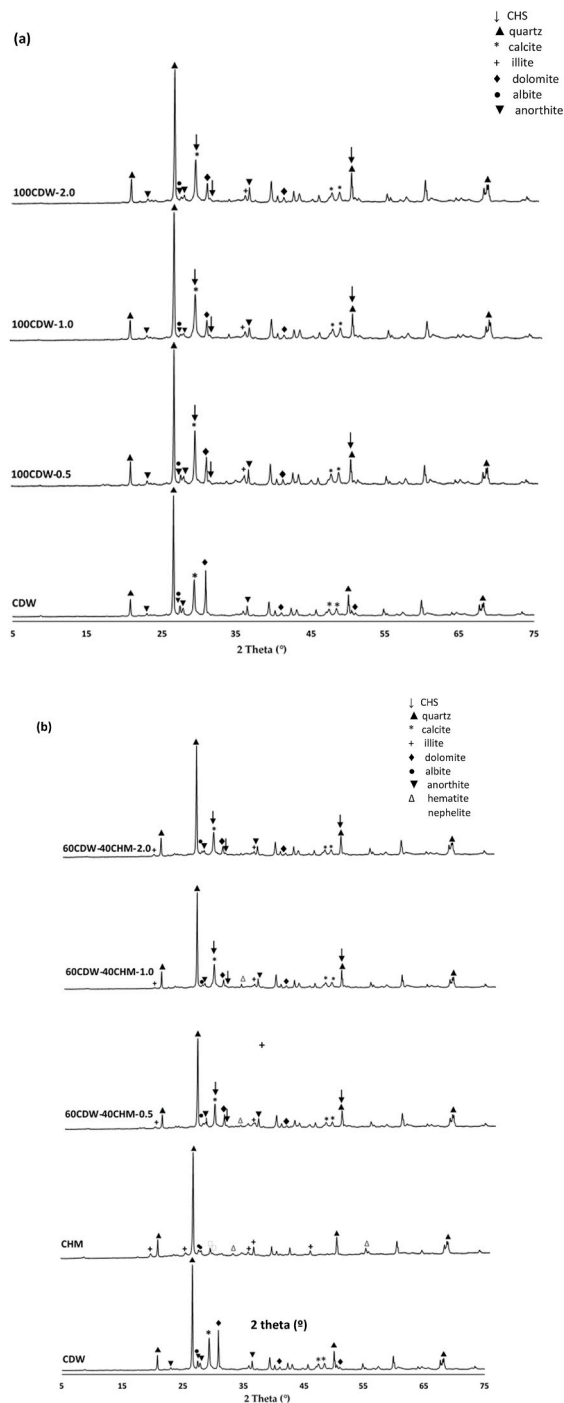 (a)
↓ CHS
▲ quartz
* calcite
+ illite
♦ dolomite
● albite
▼ anorthite
100CDW-2.0
100CDW-1.0
100CDW-0.5
CDW
5 15 25 35 45 55 65 75
2 Theta (°)
(b)
↓ CHS
▲ quartz
* calcite
+ illite
♦ dolomite
● albite
▼ anorthite
Δ hematite
nephelite
60CDW-40CHM-2.0
60CDW-40CHM-1.0
60CDW-40CHM-0.5
CHM
2 theta (º)
CDW
5 15 25 35 45 55 65 75
2 Theta (°)